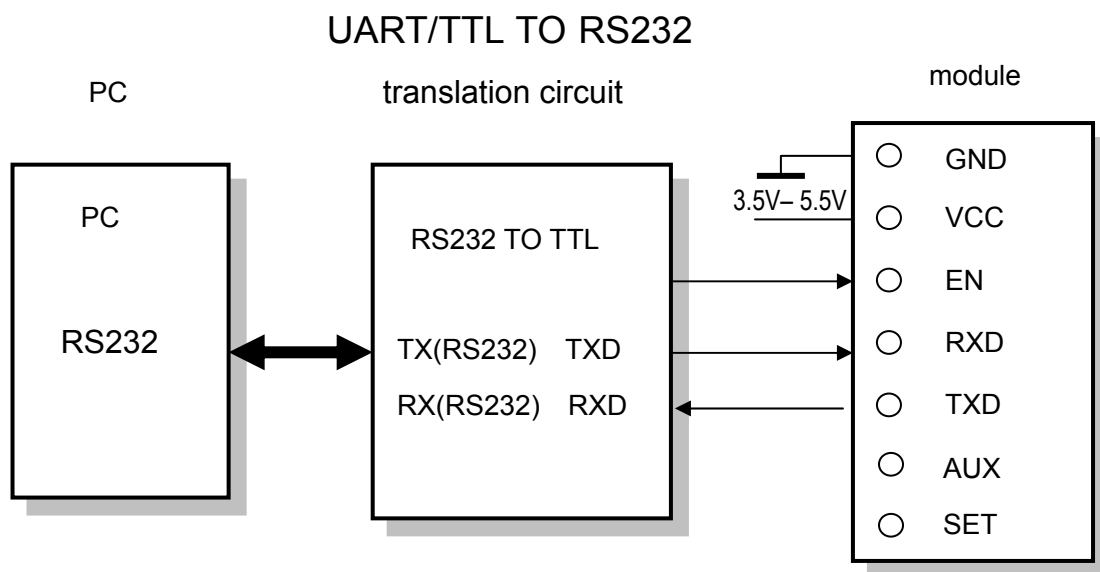 UART/TTL TO RS232
PC
translation circuit
module
PC
RS232
RS232 TO TTL
TX(RS232) TXD
RX(RS232) RXD
3.5V– 5.5V
GND
VCC
EN
RXD
TXD
AUX
SET